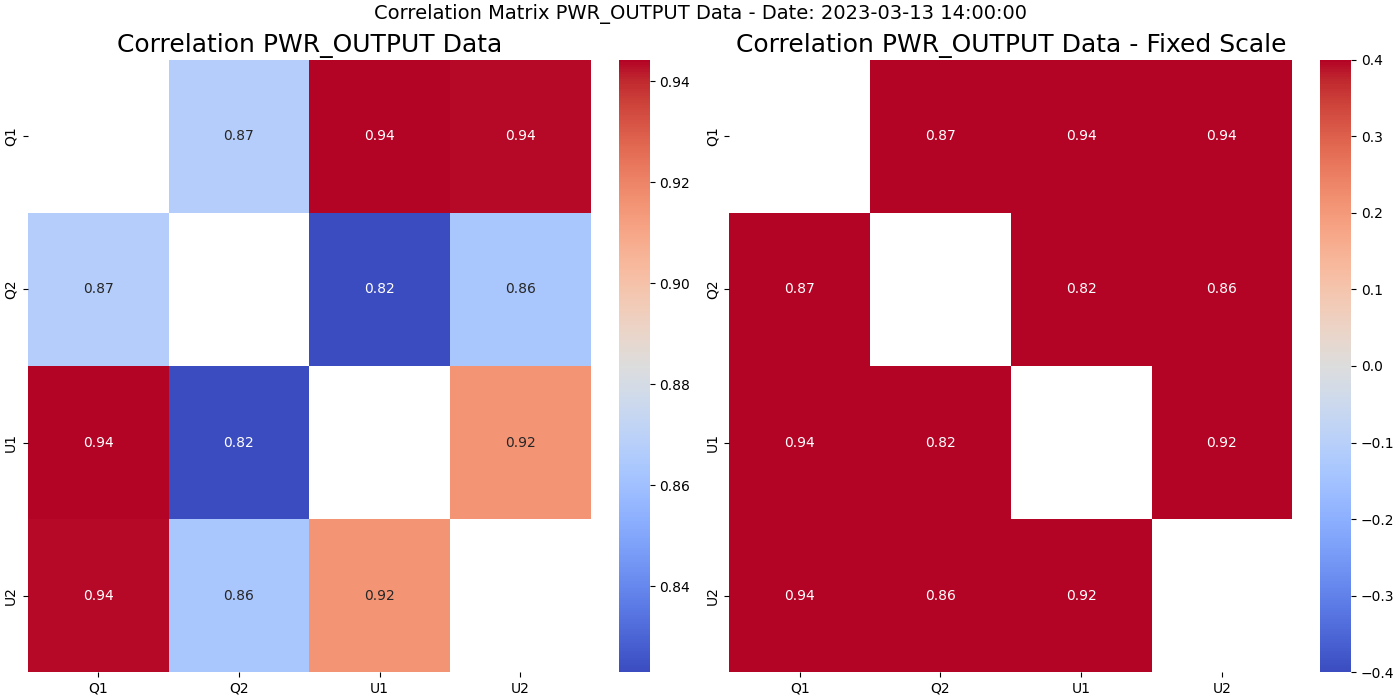 Correlation Matrix PWR_OUTPUT Data - Date: 2023-03-13 14:00:00
Correlation PWR_OUTPUT Data
Q1
0.87
0.94
0.94
Q2
0.87
0.82
0.86
U1
0.94
0.82
0.92
U2
0.94
0.86
0.92
Q1
Q2
U1
U2
0.94
0.92
0.90
0.88
0.86
0.84
Correlation PWR_OUTPUT Data - Fixed Scale
Q1
0.87
0.94
0.94
Q2
0.87
0.82
0.86
U1
0.94
0.82
0.92
U2
0.94
0.86
0.92
Q1
Q2
U1
U2
0.4
0.3
0.2
0.1
0.0
−0.1
−0.2
−0.3
−0.4